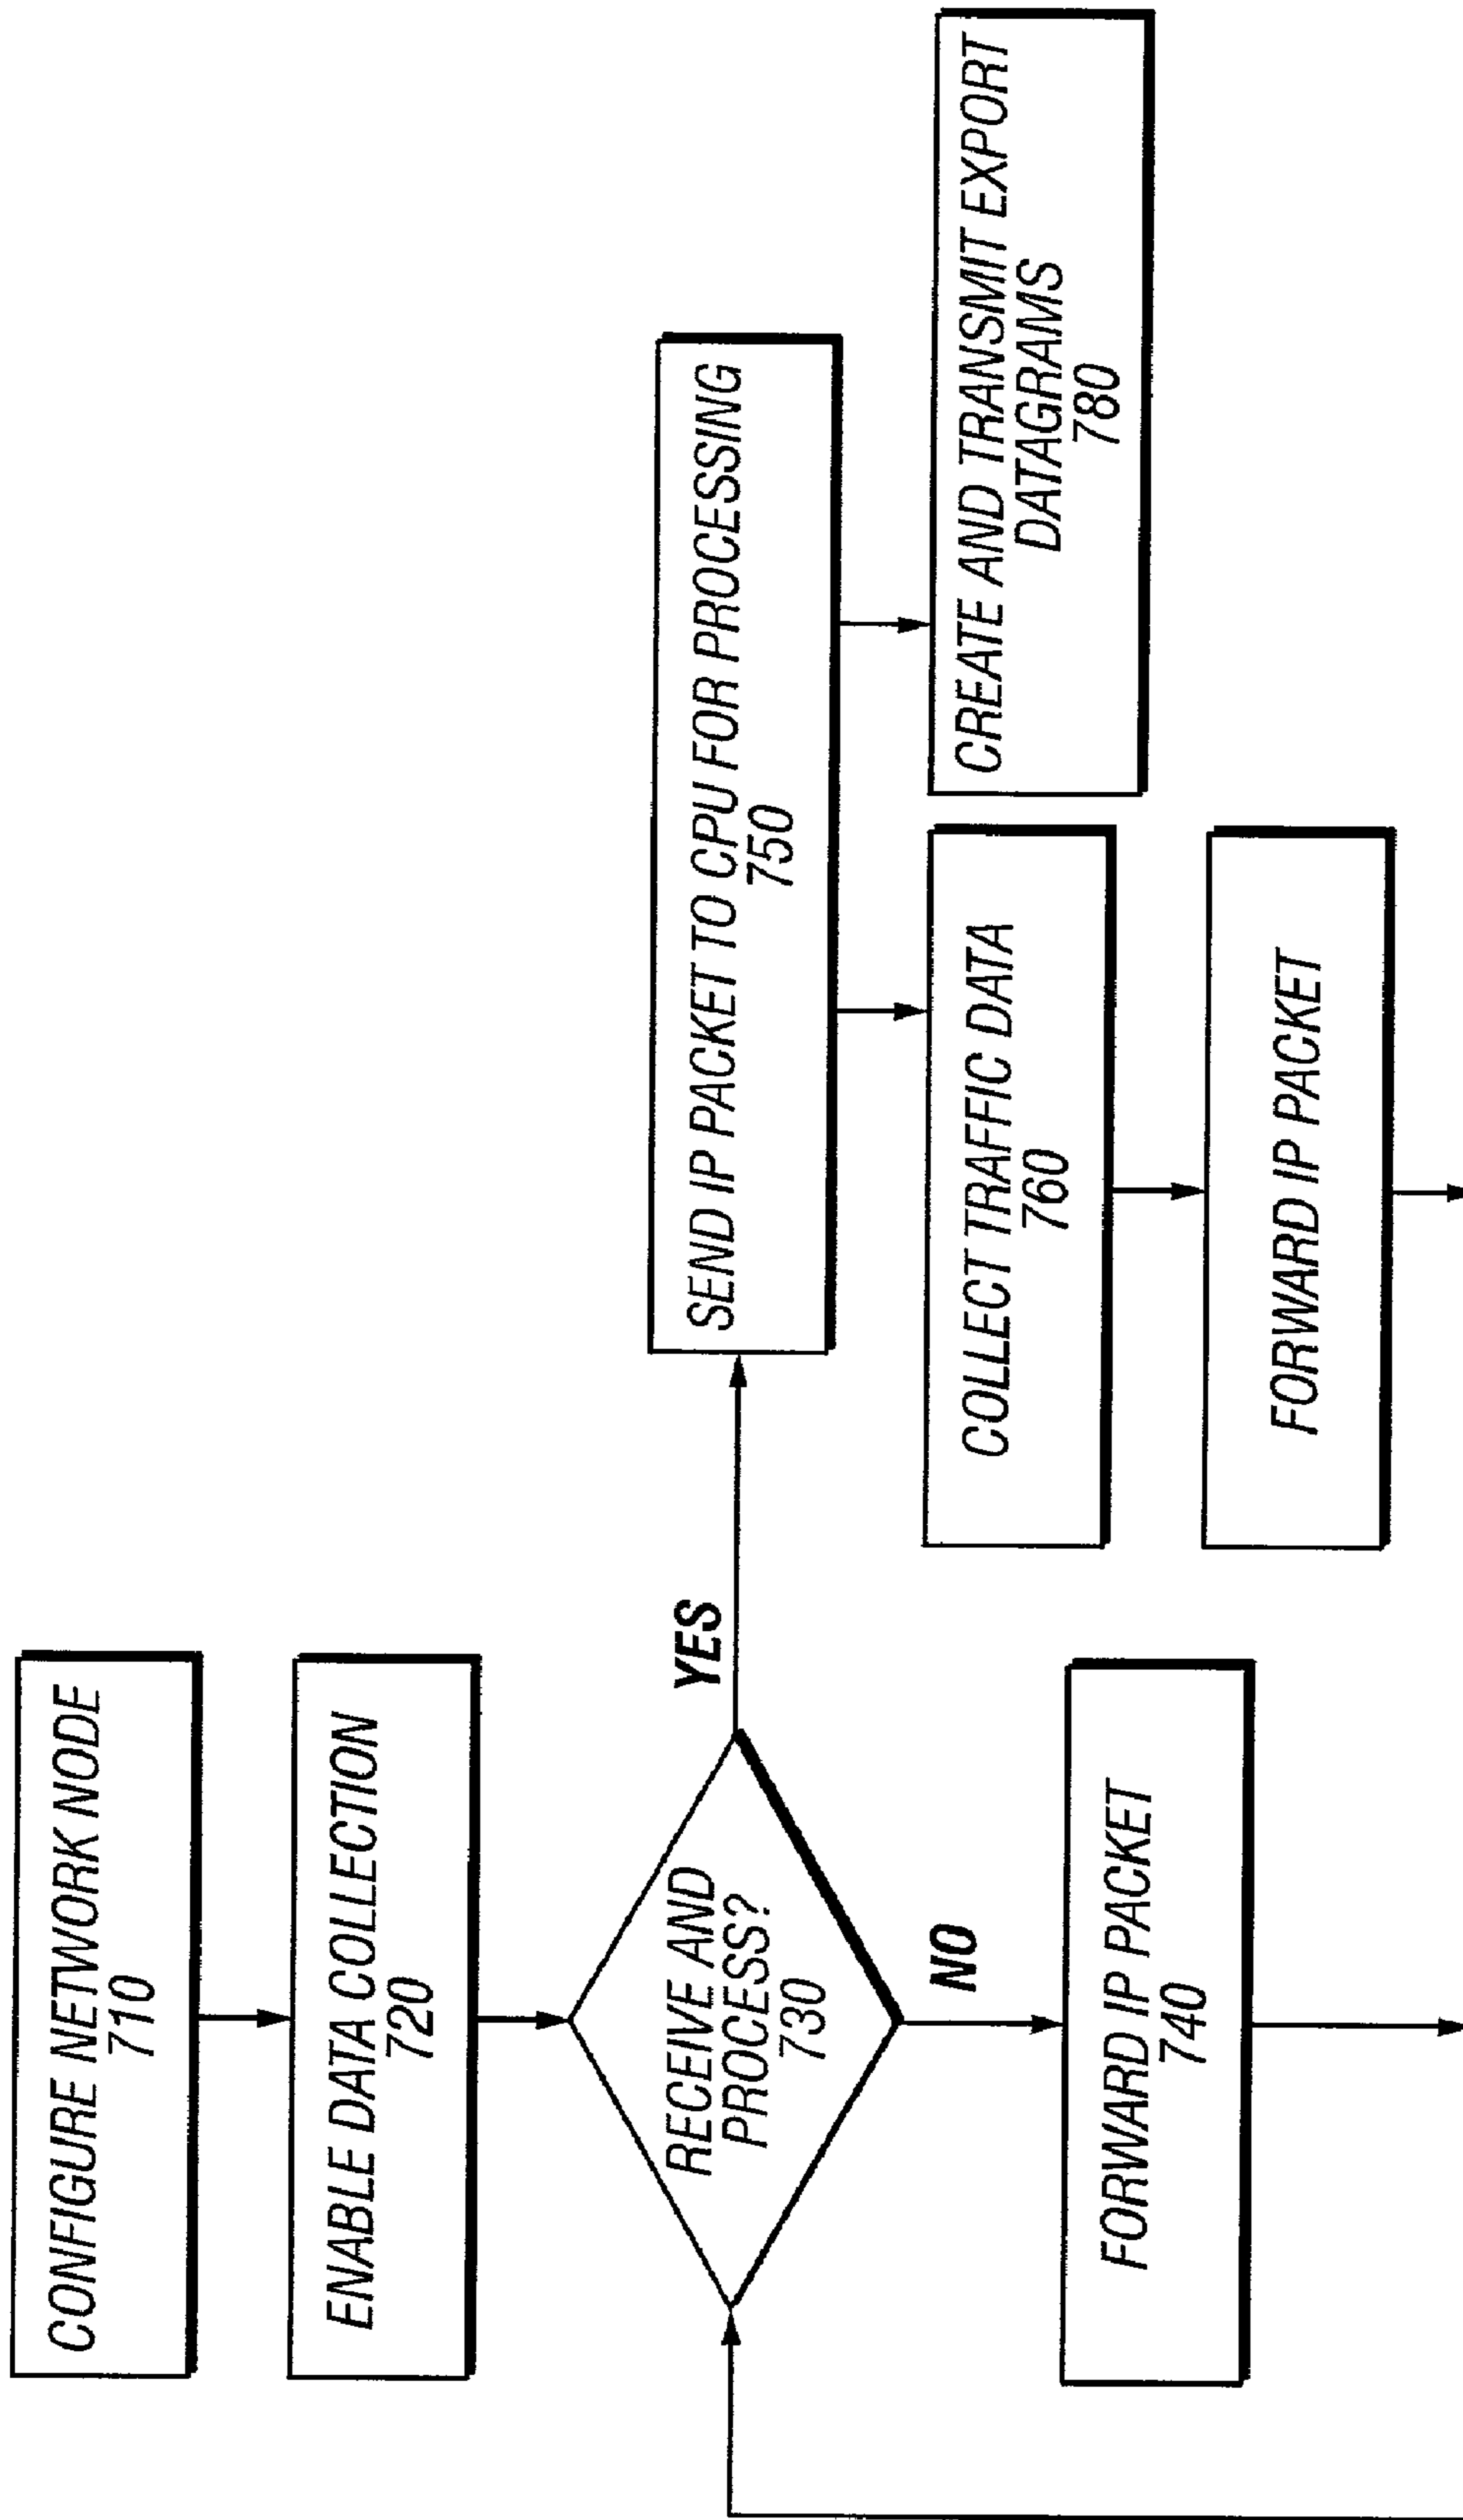 CONFIGURE NETWORK NODE
710
ENABLE DATA COLLECTION
720
RECEIVE AND
PROCESS?
730
YES
NO
FORWARD IP PACKET
740
SEND IP PACKET TO CPU FOR PROCESSING
750
COLLECT TRAFFIC DATA
760
FORWARD IP PACKET
CREATE AND TRANSMIT EXPORT
DATAGRAMS
780